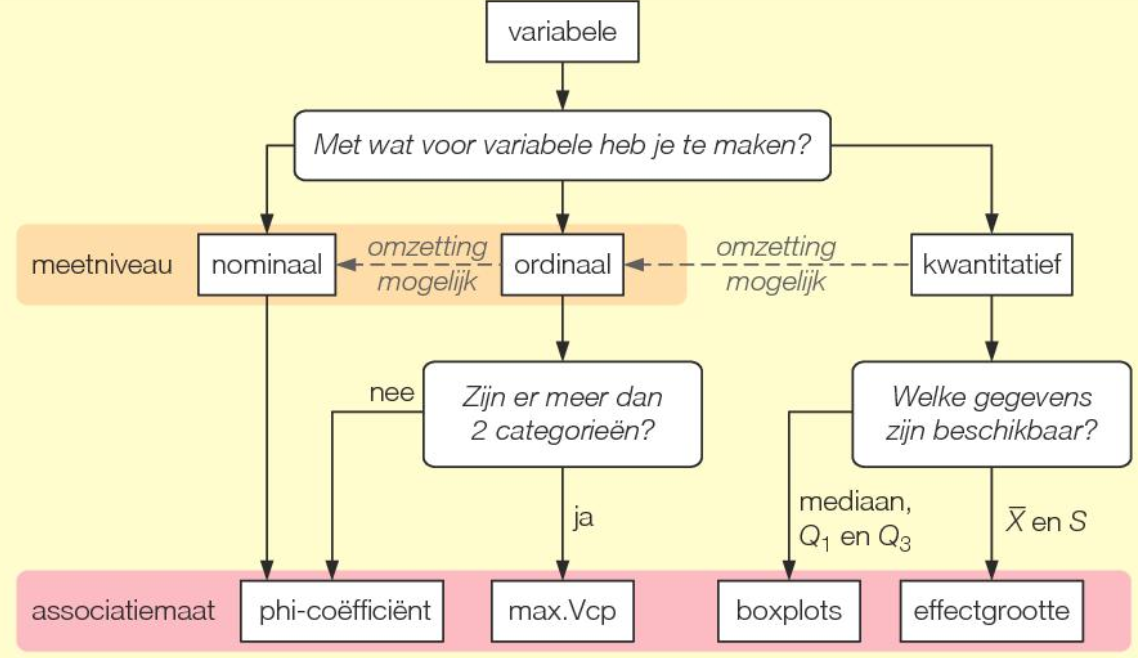 variabele
Met wat voor variabele heb je te maken?
meetniveau
nominaal
omzetting
mogelijk
ordinaal
omzetting
mogelijk
kwantitatief
nee
Zijn er meer dan
2 categorieën?
ja
Welke gegevens
zijn beschikbaar?
mediaan,
Q₁ en Q₃
X̅ en S
associatiemaat
phi-coëfficiënt
max.Vcp
boxplots
effectgrootte